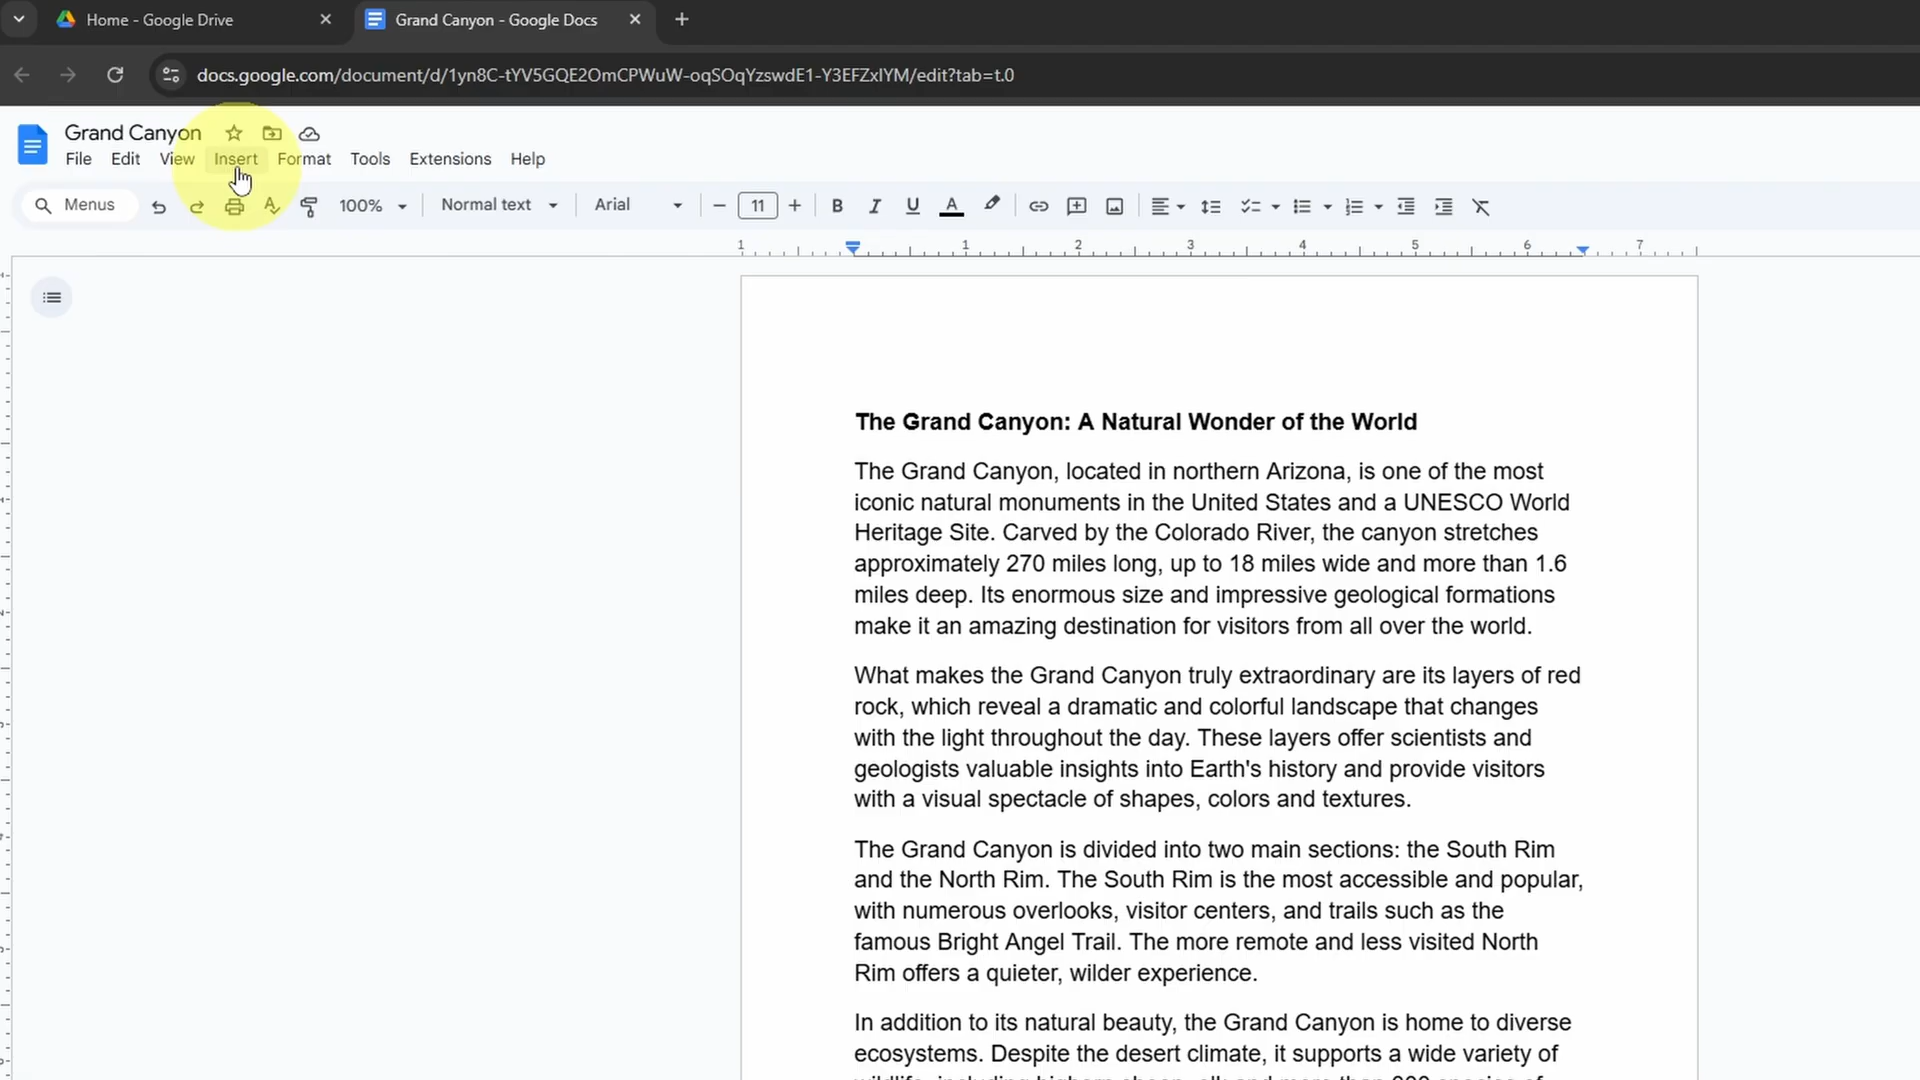 Home - Google Drive
Grand Canyon - Google Docs
docs.google.com/document/d/1yn8C-tYV5GQE2OmCPWuW-oqSOqYzswdE1-Y3EFZxIYM/edit?tab=t.0
Grand Canyon
File Edit View Insert Format Tools Extensions Help
Menus 100% Normal text Arial 11 B I U A
1 1 2 3 4 5 6 7
The Grand Canyon: A Natural Wonder of the World
The Grand Canyon, located in northern Arizona, is one of the most
iconic natural monuments in the United States and a UNESCO World
Heritage Site. Carved by the Colorado River, the canyon stretches
approximately 270 miles long, up to 18 miles wide and more than 1.6
miles deep. Its enormous size and impressive geological formations
make it an amazing destination for visitors from all over the world.
What makes the Grand Canyon truly extraordinary are its layers of red
rock, which reveal a dramatic and colorful landscape that changes
with the light throughout the day. These layers offer scientists and
geologists valuable insights into Earth's history and provide visitors
with a visual spectacle of shapes, colors and textures.
The Grand Canyon is divided into two main sections: the South Rim
and the North Rim. The South Rim is the most accessible and popular,
with numerous overlooks, visitor centers, and trails such as the
famous Bright Angel Trail. The more remote and less visited North
Rim offers a quieter, wilder experience.
In addition to its natural beauty, the Grand Canyon is home to diverse
ecosystems. Despite the desert climate, it supports a wide variety of